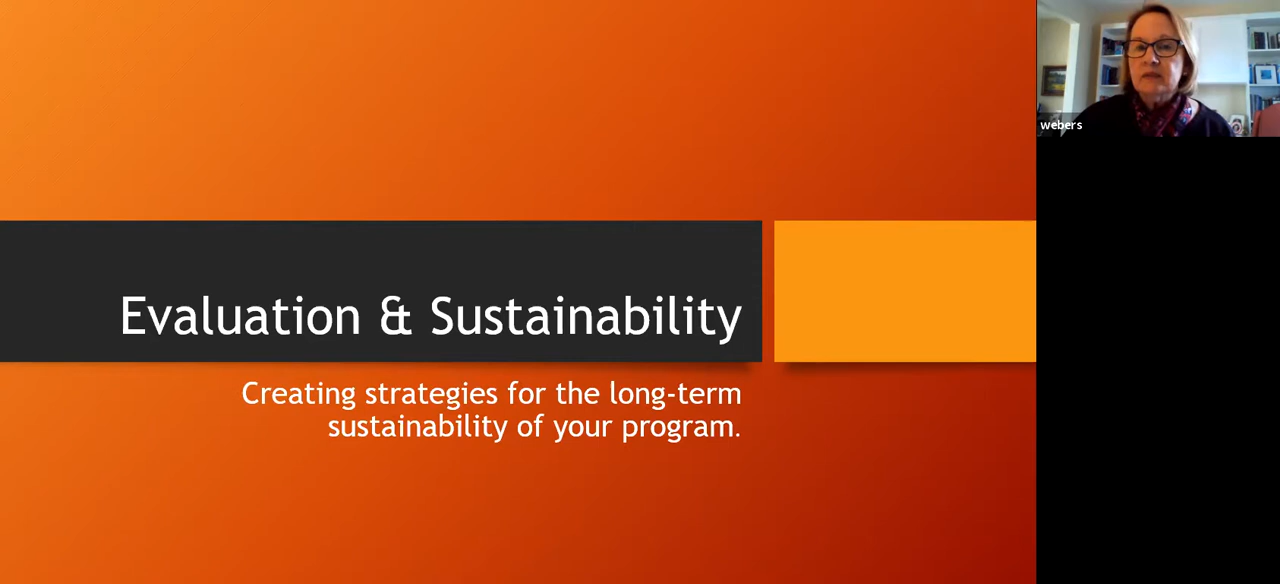 webers
Evaluation & Sustainability
Creating strategies for the long-term
sustainability of your program.